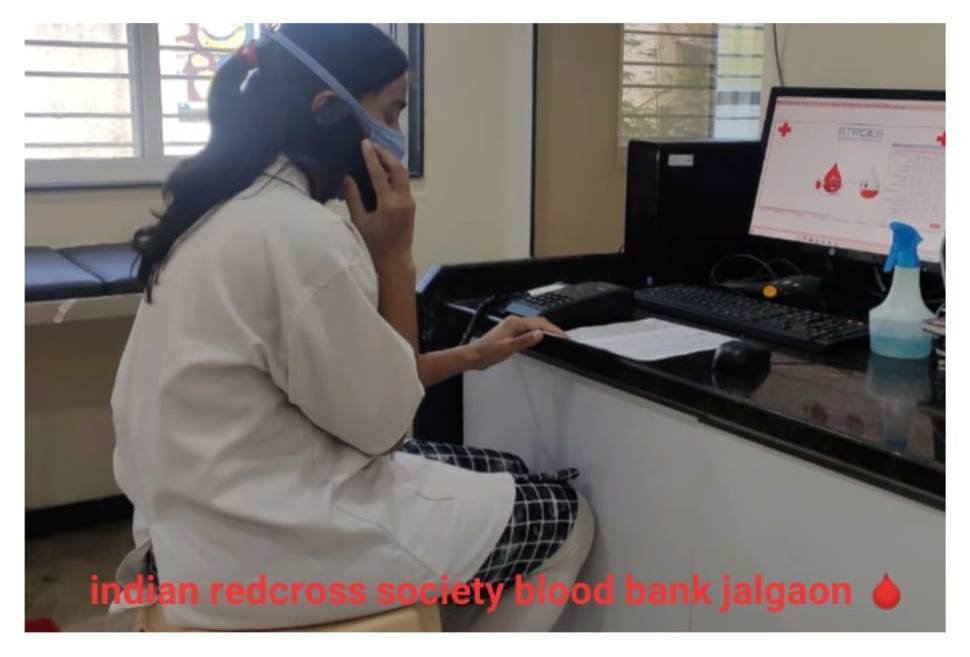 indian redcross society blood bank jalgaon 🩸